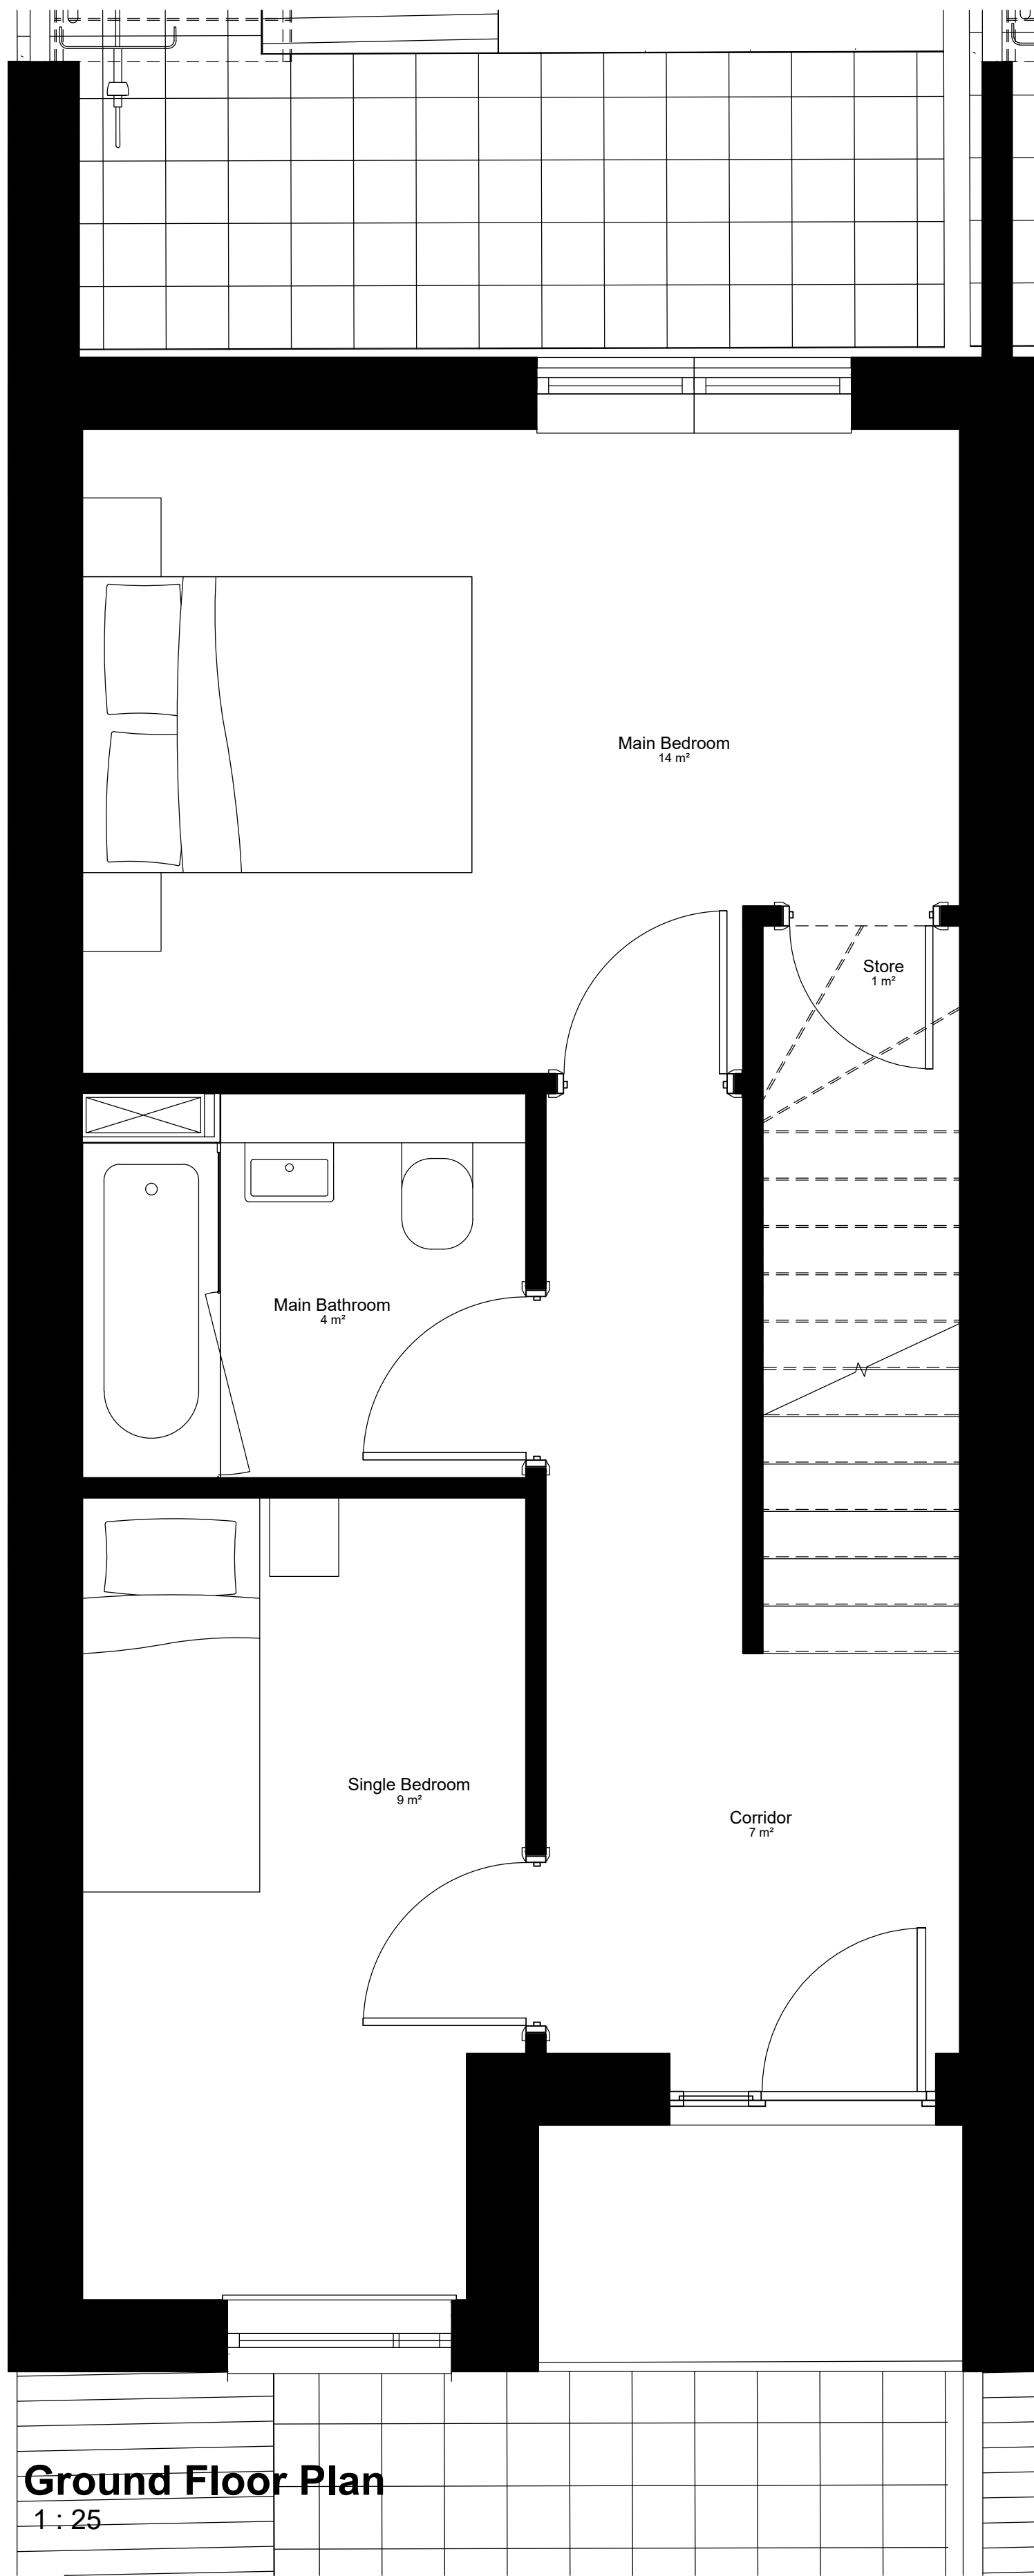 Main Bedroom
14 m²
Store
1 m²
Main Bathroom
4 m²
Single Bedroom
9 m²
Corridor
7 m²
Ground Floor Plan
1 : 25